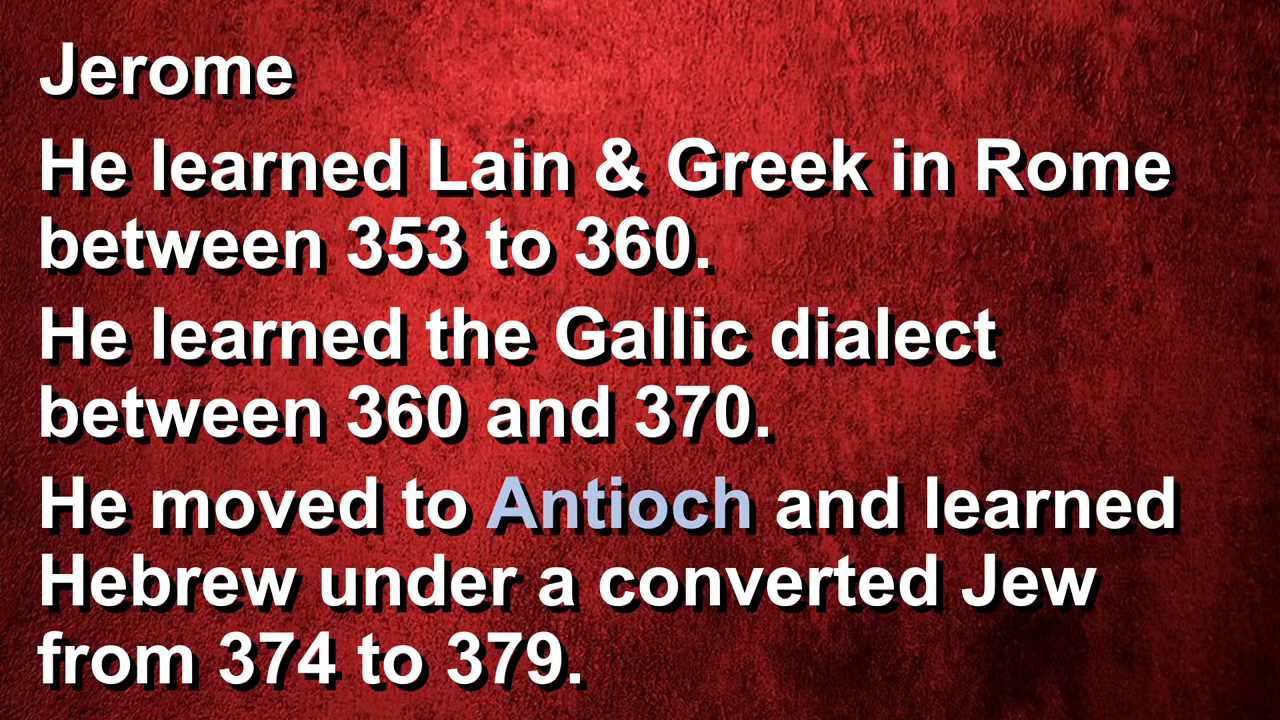 Jerome
He learned Lain & Greek in Rome
between 353 to 360.
He learned the Gallic dialect
between 360 and 370.
He moved to Antioch and learned
Hebrew under a converted Jew
from 374 to 379.